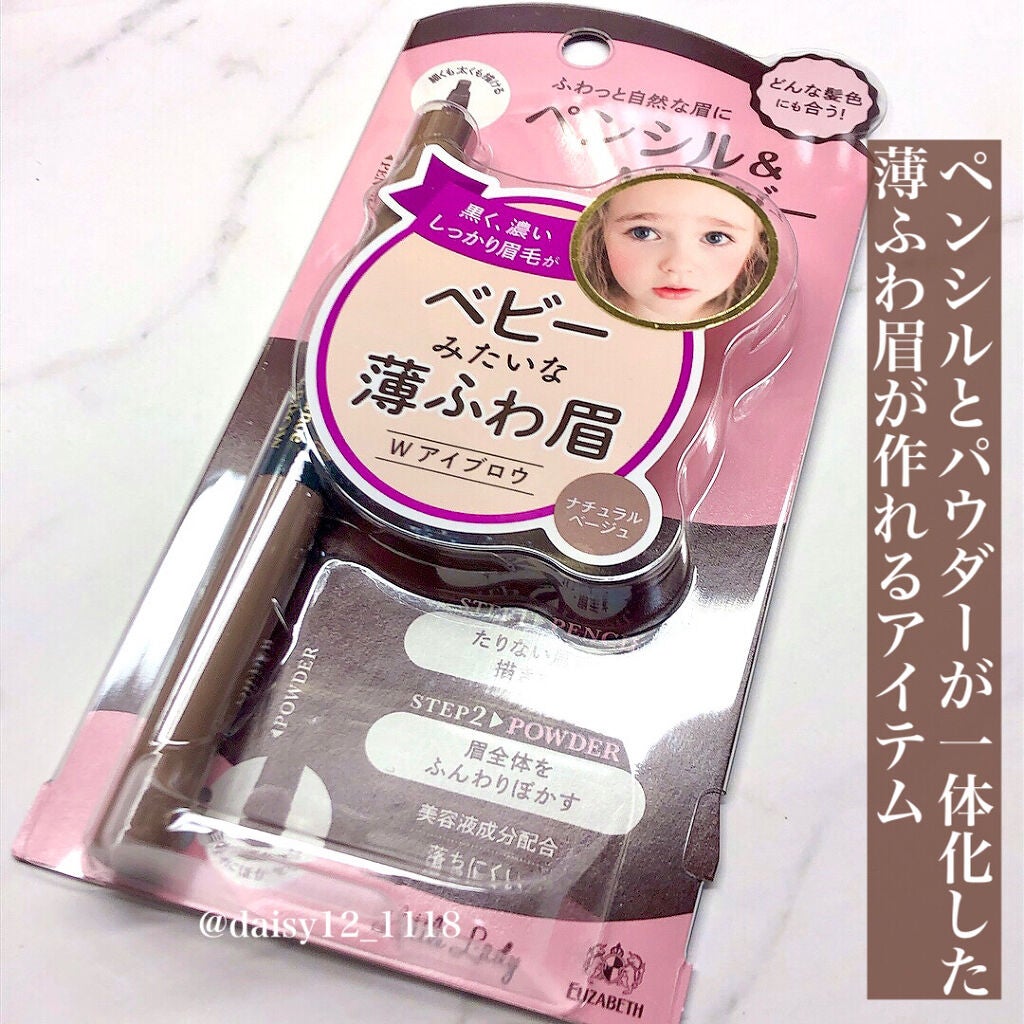 ペンシルとパウダーが一体化した
薄ふわ眉が作れるアイテム
細くも太くも描ける
どんな髪色
にも合う!
ふわっと自然な眉に
ペンシル&
黒く、濃い
しっかり眉毛が
ベビー
みたいな
薄ふわ眉
Wアイブロウ
ナチュラル
ベージュ
たりない
STEP2▶POWDER
眉全体を
ふんわりぼかす
美容液成分配合
落ちにくい
◀POWDER
@daisy12_1118
Lady
ELIZABETH